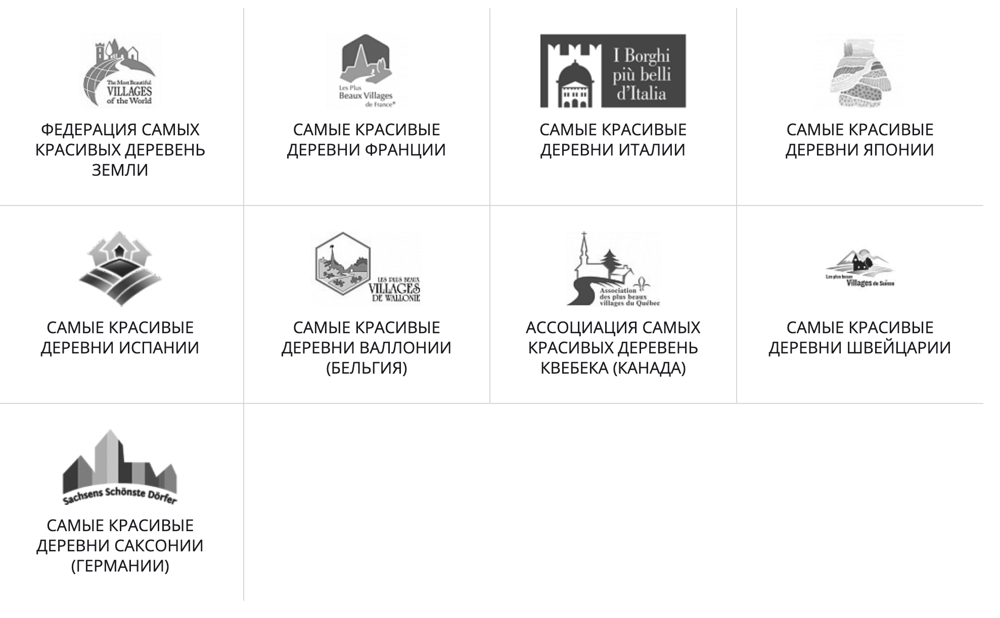 The Most Beautiful
VILLAGES
of the World
ФЕДЕРАЦИЯ САМЫХ
КРАСИВЫХ ДЕРЕВЕНЬ
ЗЕМЛИ
Les Plus
Beaux Villages
de France®
САМЫЕ КРАСИВЫЕ
ДЕРЕВНИ ФРАНЦИИ
I Borghi
più belli
d'Italia
САМЫЕ КРАСИВЫЕ
ДЕРЕВНИ ИТАЛИИ
САМЫЕ КРАСИВЫЕ
ДЕРЕВНИ ЯПОНИИ
САМЫЕ КРАСИВЫЕ
ДЕРЕВНИ ИСПАНИИ
LES PLUS BEAUX
VILLAGES
DE WALLONIE
САМЫЕ КРАСИВЫЕ
ДЕРЕВНИ ВАЛЛОНИИ
(БЕЛЬГИЯ)
Association
des plus beaux
villages du Québec
АССОЦИАЦИЯ САМЫХ
КРАСИВЫХ ДЕРЕВЕНЬ
КВЕБЕКА (КАНАДА)
Les plus beaux
Villages de Suisse
САМЫЕ КРАСИВЫЕ
ДЕРЕВНИ ШВЕЙЦАРИИ
Sachsens Schönste Dörfer
САМЫЕ КРАСИВЫЕ
ДЕРЕВНИ САКСОНИИ
(ГЕРМАНИИ)